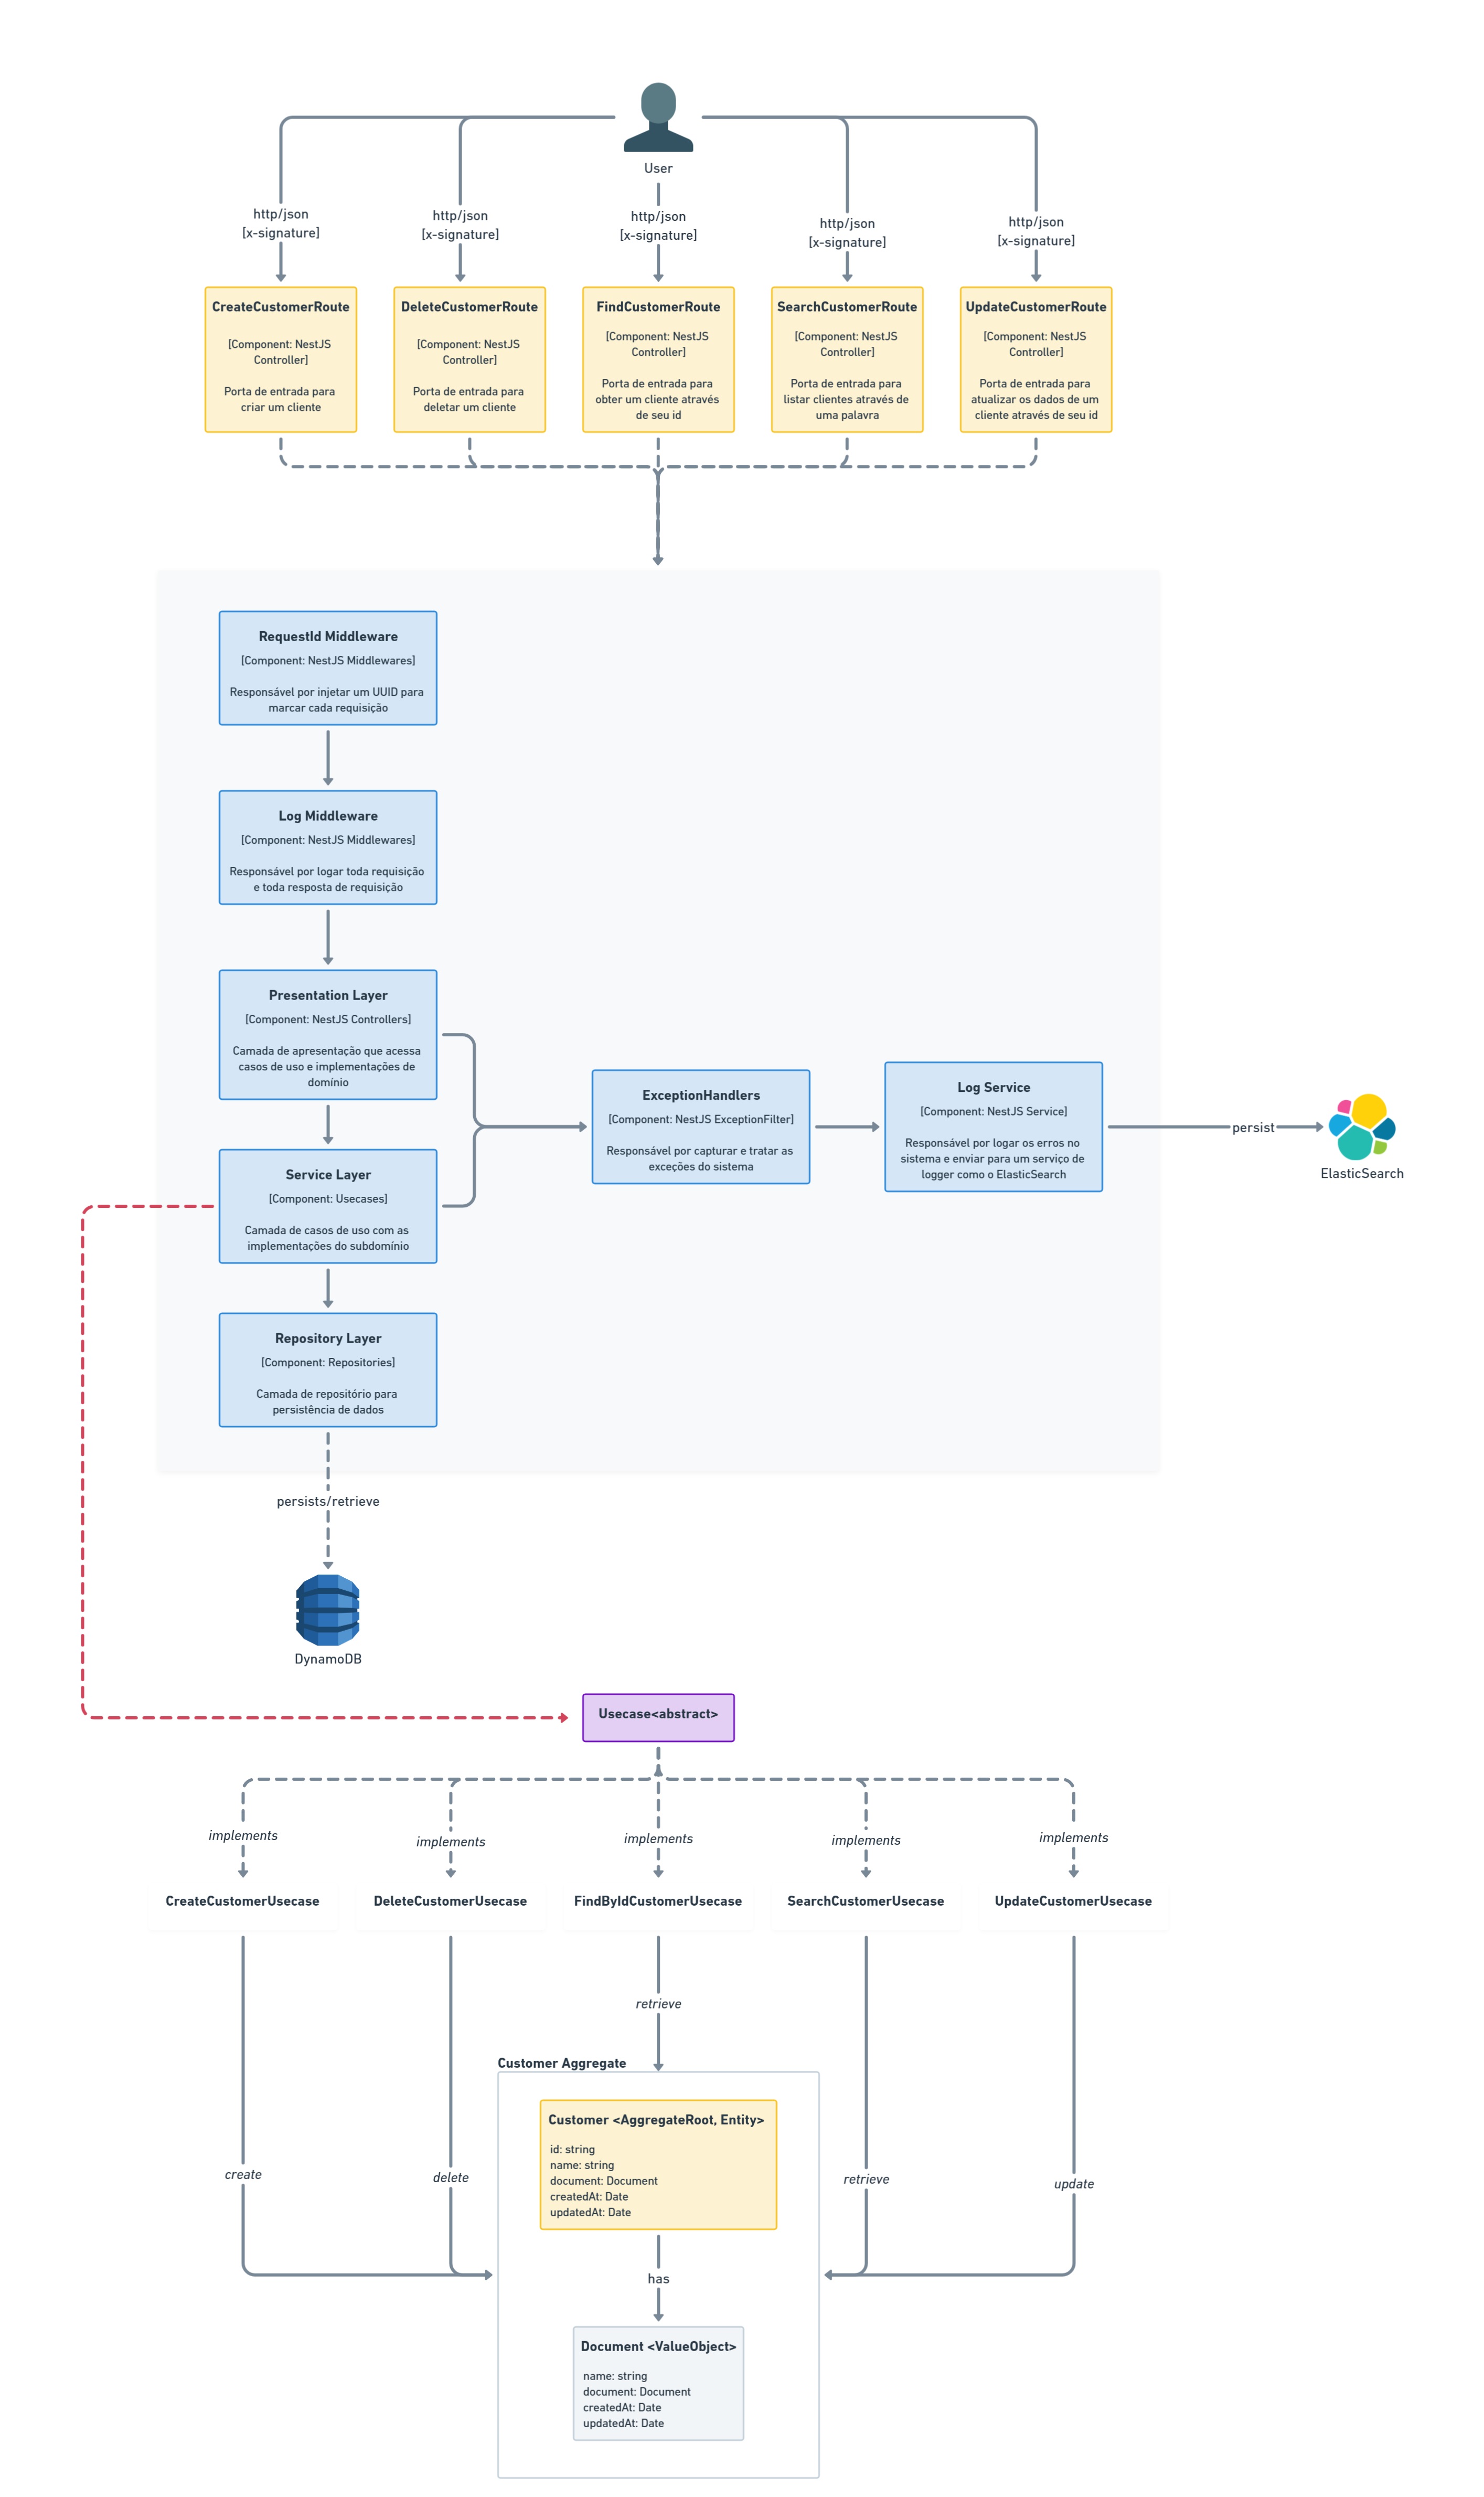 User
http/json
[x-signature]
http/json
[x-signature]
http/json
[x-signature]
http/json
[x-signature]
http/json
[x-signature]
CreateCustomerRoute
[Component: NestJS
Controller]
Porta de entrada para
criar um cliente
DeleteCustomerRoute
[Component: NestJS
Controller]
Porta de entrada para
deletar um cliente
FindCustomerRoute
[Component: NestJS
Controller]
Porta de entrada para
obter um cliente através
de seu id
SearchCustomerRoute
[Component: NestJS
Controller]
Porta de entrada para
listar clientes através de
uma palavra
UpdateCustomerRoute
[Component: NestJS
Controller]
Porta de entrada para
atualizar os dados de um
cliente através de seu id
RequestId Middleware
[Component: NestJS Middlewares]
Responsável por injetar um UUID para
marcar cada requisição
Log Middleware
[Component: NestJS Middlewares]
Responsável por logar toda requisição
e toda resposta de requisição
Presentation Layer
[Component: NestJS Controllers]
Camada de apresentação que acessa
casos de uso e implementações de
domínio
Service Layer
[Component: Usecases]
Camada de casos de uso com as
implementações do subdomínio
Repository Layer
[Component: Repositories]
Camada de repositório para
persistência de dados
ExceptionHandlers
[Component: NestJS ExceptionFilter]
Responsável por capturar e tratar as
exceções do sistema
Log Service
[Component: NestJS Service]
Responsável por logar os erros no
sistema e enviar para um serviço de
logger como o ElasticSearch
persist
ElasticSearch
persists/retrieve
DynamoDB
Usecase<abstract>
implements
implements
implements
implements
implements
CreateCustomerUsecase
DeleteCustomerUsecase
FindByIdCustomerUsecase
SearchCustomerUsecase
UpdateCustomerUsecase
retrieve
create
delete
retrieve
update
Customer Aggregate
Customer <AggregateRoot, Entity>
id: string
name: string
document: Document
createdAt: Date
updatedAt: Date
has
Document <ValueObject>
name: string
document: Document
createdAt: Date
updatedAt: Date